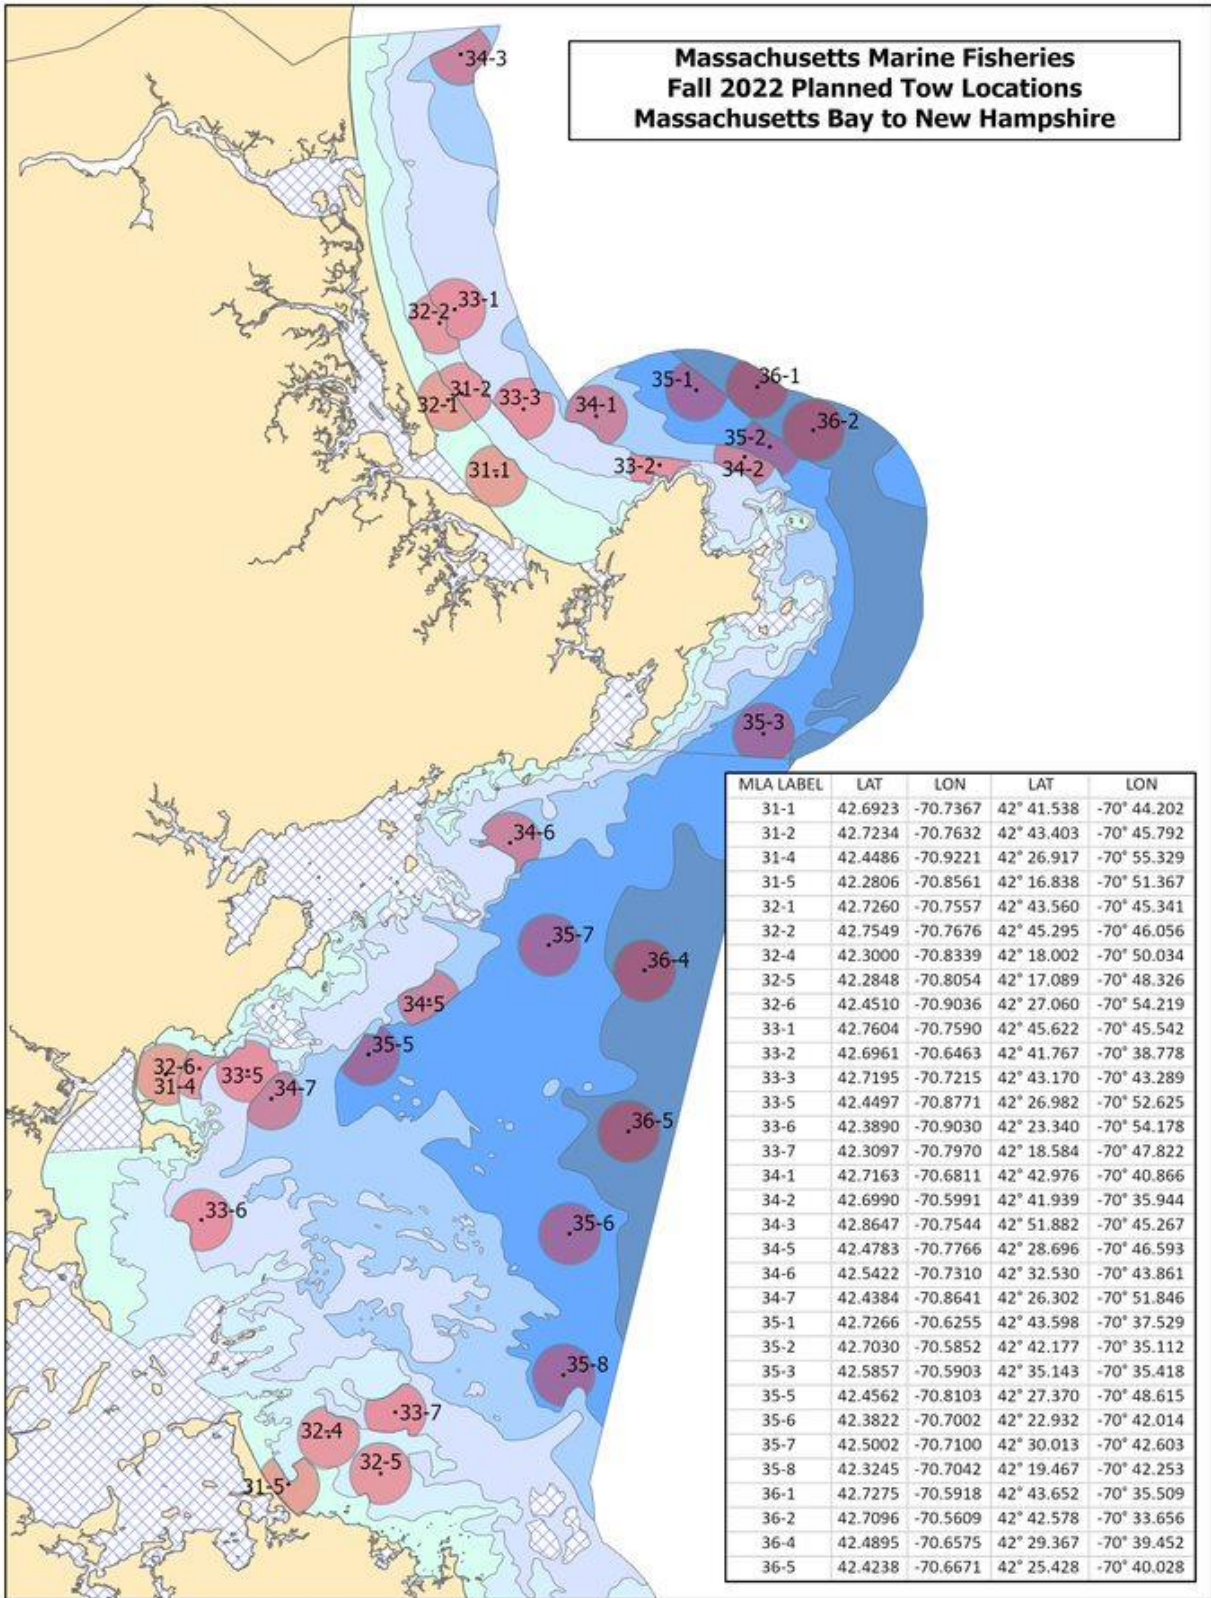 Massachusetts Marine Fisheries
Fall 2022 Planned Tow Locations
Massachusetts Bay to New Hampshire
34-3
33-1
32-2
31-2
32-1
33-3
34-1
35-1
36-1
36-2
35-2
34-2
33-2
31-1
35-3
34-6
35-7
36-4
34-5
35-5
32-6
31-4
33-5
34-7
36-5
33-6
35-6
35-8
33-7
32-4
32-5
31-5
MLA LABEL LAT LON LAT LON
31-1 42.6923 -70.7367 42° 41.538 -70° 44.202
31-2 42.7234 -70.7632 42° 43.403 -70° 45.792
31-4 42.4486 -70.9221 42° 26.917 -70° 55.329
31-5 42.2806 -70.8561 42° 16.838 -70° 51.367
32-1 42.7260 -70.7557 42° 43.560 -70° 45.341
32-2 42.7549 -70.7676 42° 45.295 -70° 46.056
32-4 42.3000 -70.8339 42° 18.002 -70° 50.034
32-5 42.2848 -70.8054 42° 17.089 -70° 48.326
32-6 42.4510 -70.9036 42° 27.060 -70° 54.219
33-1 42.7604 -70.7590 42° 45.622 -70° 45.542
33-2 42.6961 -70.6463 42° 41.767 -70° 38.778
33-3 42.7195 -70.7215 42° 43.170 -70° 43.289
33-5 42.4497 -70.8771 42° 26.982 -70° 52.625
33-6 42.3890 -70.9030 42° 23.340 -70° 54.178
33-7 42.3097 -70.7970 42° 18.584 -70° 47.822
34-1 42.7163 -70.6811 42° 42.976 -70° 40.866
34-2 42.6990 -70.5991 42° 41.939 -70° 35.944
34-3 42.8647 -70.7544 42° 51.882 -70° 45.267
34-5 42.4783 -70.7766 42° 28.696 -70° 46.593
34-6 42.5422 -70.7310 42° 32.530 -70° 43.861
34-7 42.4384 -70.8641 42° 26.302 -70° 51.846
35-1 42.7266 -70.6255 42° 43.598 -70° 37.529
35-2 42.7030 -70.5852 42° 42.177 -70° 35.112
35-3 42.5857 -70.5903 42° 35.143 -70° 35.418
35-5 42.4562 -70.8103 42° 27.370 -70° 48.615
35-6 42.3822 -70.7002 42° 22.932 -70° 42.014
35-7 42.5002 -70.7100 42° 30.013 -70° 42.603
35-8 42.3245 -70.7042 42° 19.467 -70° 42.253
36-1 42.7275 -70.5918 42° 43.652 -70° 35.509
36-2 42.7096 -70.5609 42° 42.578 -70° 33.656
36-4 42.4895 -70.6575 42° 29.367 -70° 39.452
36-5 42.4238 -70.6671 42° 25.428 -70° 40.028